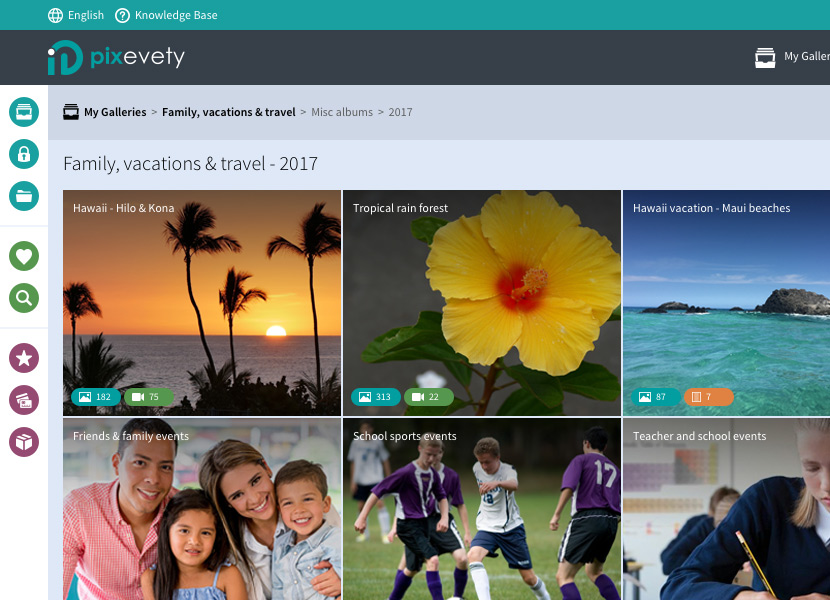 English Knowledge Base
pixevety
My Galler
My Galleries > Family, vacations & travel > Misc albums > 2017
Family, vacations & travel - 2017
Hawaii - Hilo & Kona
Tropical rain forest
Hawaii vacation - Maui beaches
182 75
313 22
87 7
Friends & family events
School sports events
Teacher and school events
17